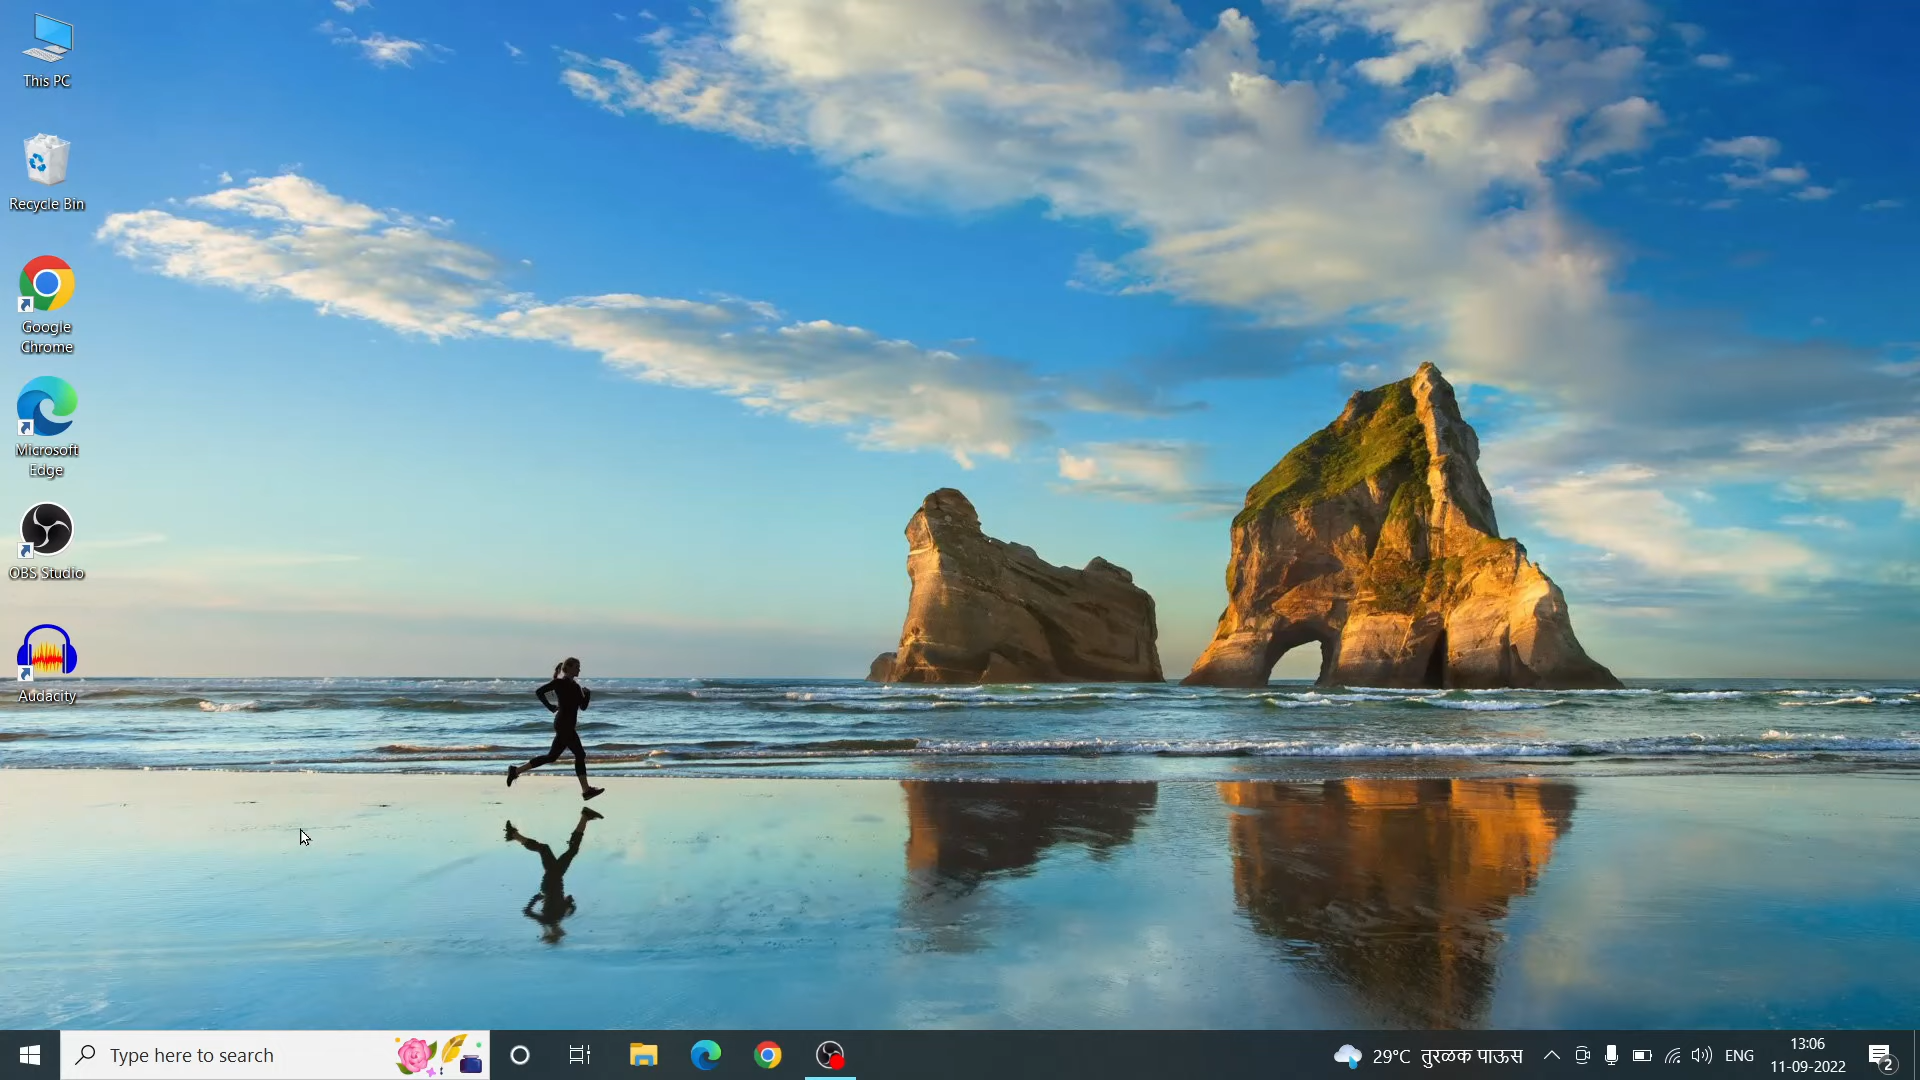 This PC
Recycle Bin
Google
Chrome
Microsoft
Edge
OBS Studio
Audacity
Type here to search
29°C तुरळक पाऊस
ENG
13:06
11-09-2022
2